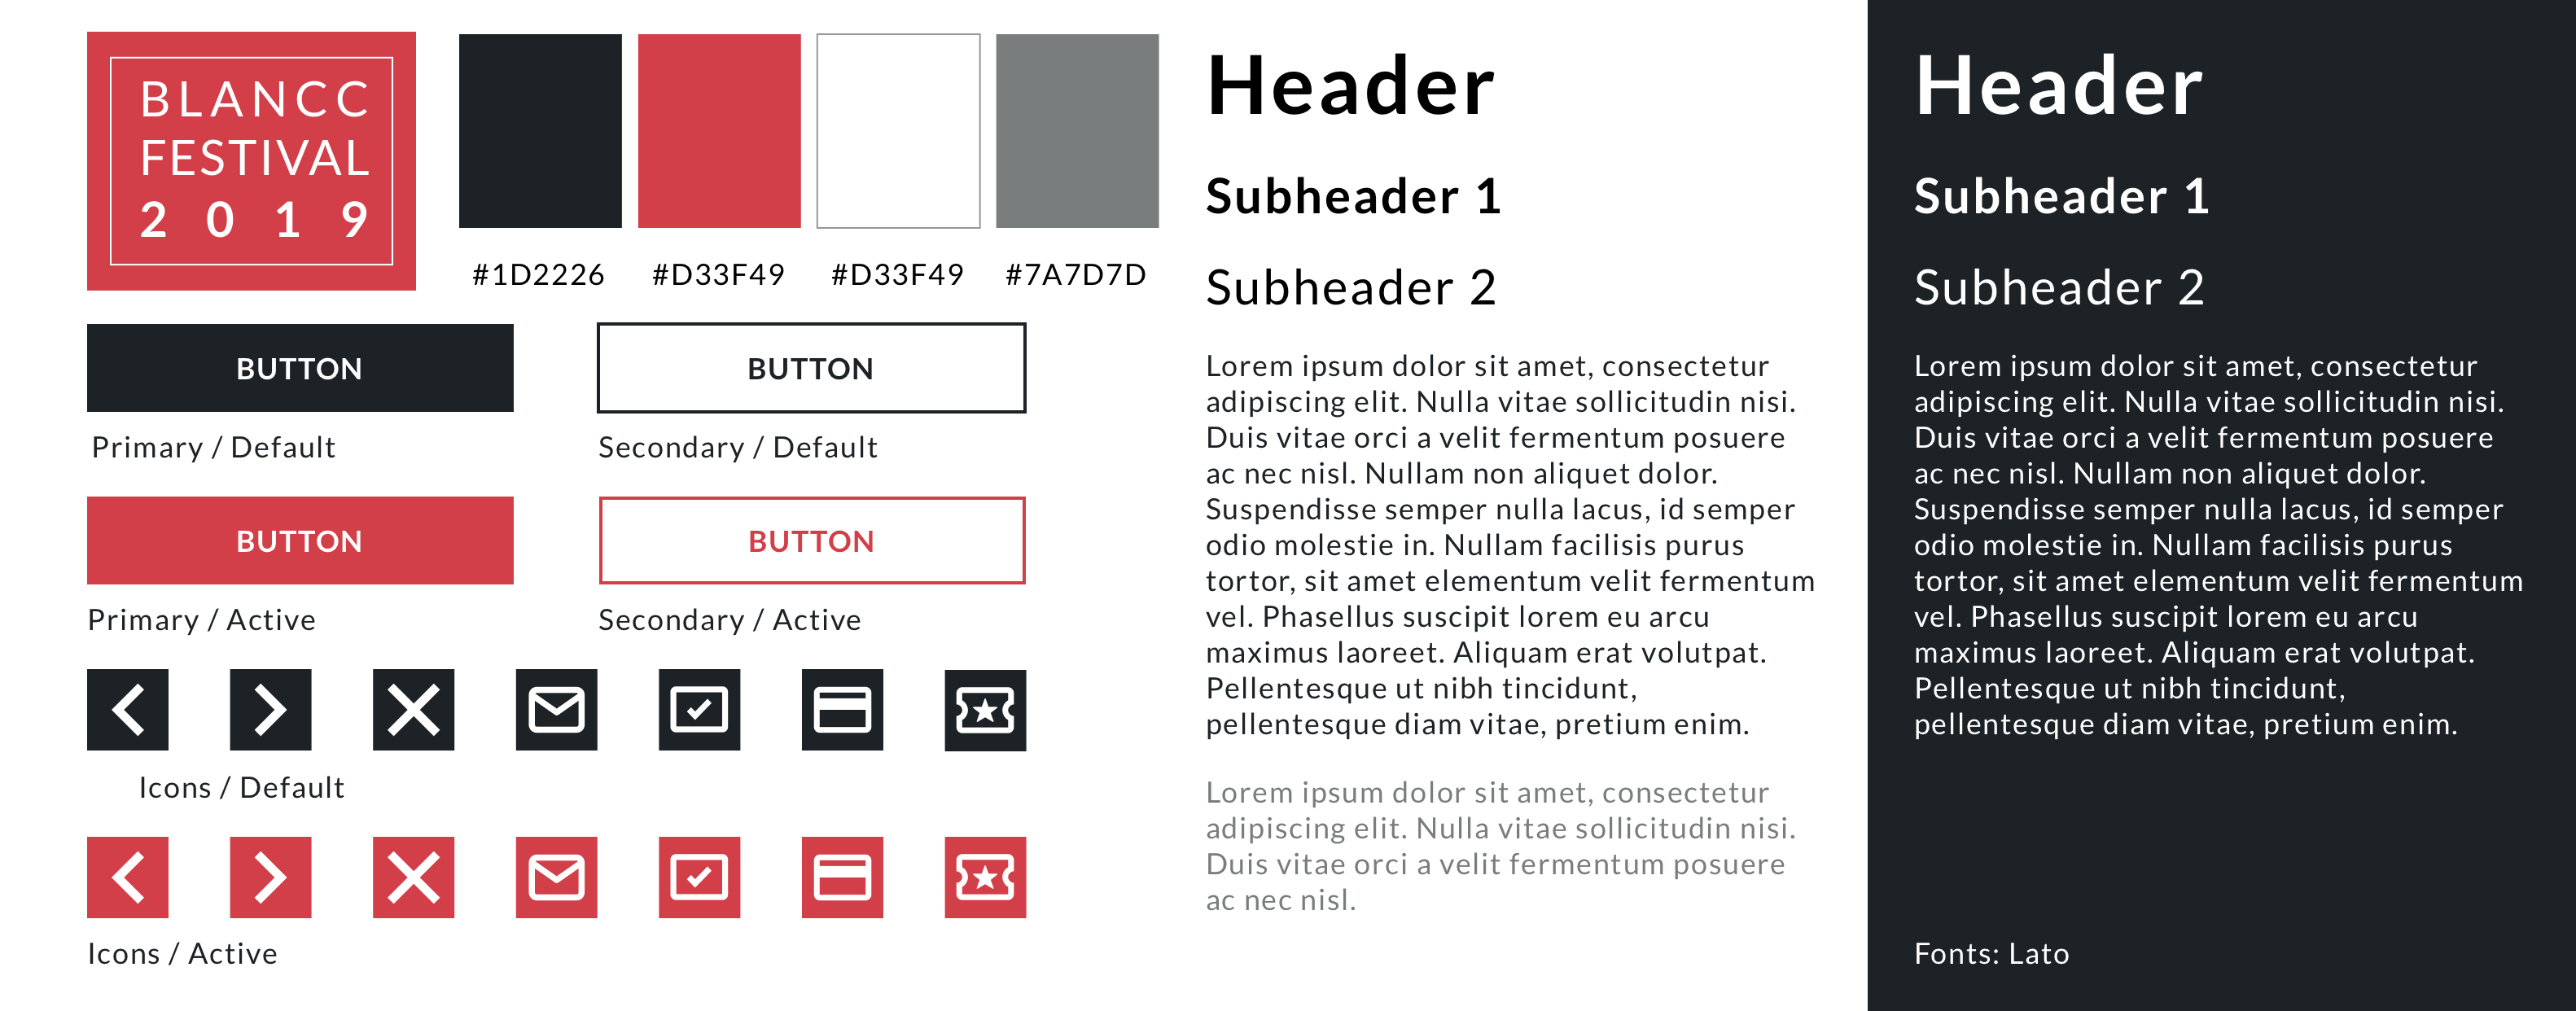 BLANCC
FESTIVAL
2 0 1 9
#1D2226
#D33F49
#D33F49
#7A7D7D
BUTTON
Primary / Default
BUTTON
Secondary / Default
BUTTON
Primary / Active
BUTTON
Secondary / Active
Icons / Default
Icons / Active
Header
Subheader 1
Subheader 2
Lorem ipsum dolor sit amet, consectetur
adipiscing elit. Nulla vitae sollicitudin nisi.
Duis vitae orci a velit fermentum posuere
ac nec nisl. Nullam non aliquet dolor.
Suspendisse semper nulla lacus, id semper
odio molestie in. Nullam facilisis purus
tortor, sit amet elementum velit fermentum
vel. Phasellus suscipit lorem eu arcu
maximus laoreet. Aliquam erat volutpat.
Pellentesque ut nibh tincidunt,
pellentesque diam vitae, pretium enim.
Lorem ipsum dolor sit amet, consectetur
adipiscing elit. Nulla vitae sollicitudin nisi.
Duis vitae orci a velit fermentum posuere
ac nec nisl.
Header
Subheader 1
Subheader 2
Lorem ipsum dolor sit amet, consectetur
adipiscing elit. Nulla vitae sollicitudin nisi.
Duis vitae orci a velit fermentum posuere
ac nec nisl. Nullam non aliquet dolor.
Suspendisse semper nulla lacus, id semper
odio molestie in. Nullam facilisis purus
tortor, sit amet elementum velit fermentum
vel. Phasellus suscipit lorem eu arcu
maximus laoreet. Aliquam erat volutpat.
Pellentesque ut nibh tincidunt,
pellentesque diam vitae, pretium enim.
Fonts: Lato